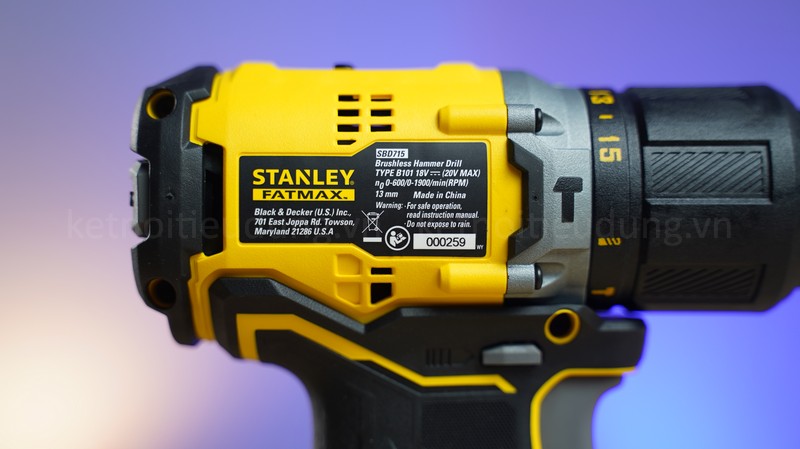 STANLEY
FATMAX
Black & Decker (U.S.) Inc.,
701 East Joppa Rd. Towson,
Maryland 21286 U.S.A
SBD715
Brushless Hammer Drill
TYPE B101 18V⎓ (20V MAX)
n0 0-600/0-1900/min(RPM)
13 mm Made in China
Warning: ·For safe operation,
read instruction manual.
·Do not expose to rain.
000259
WY
13
15